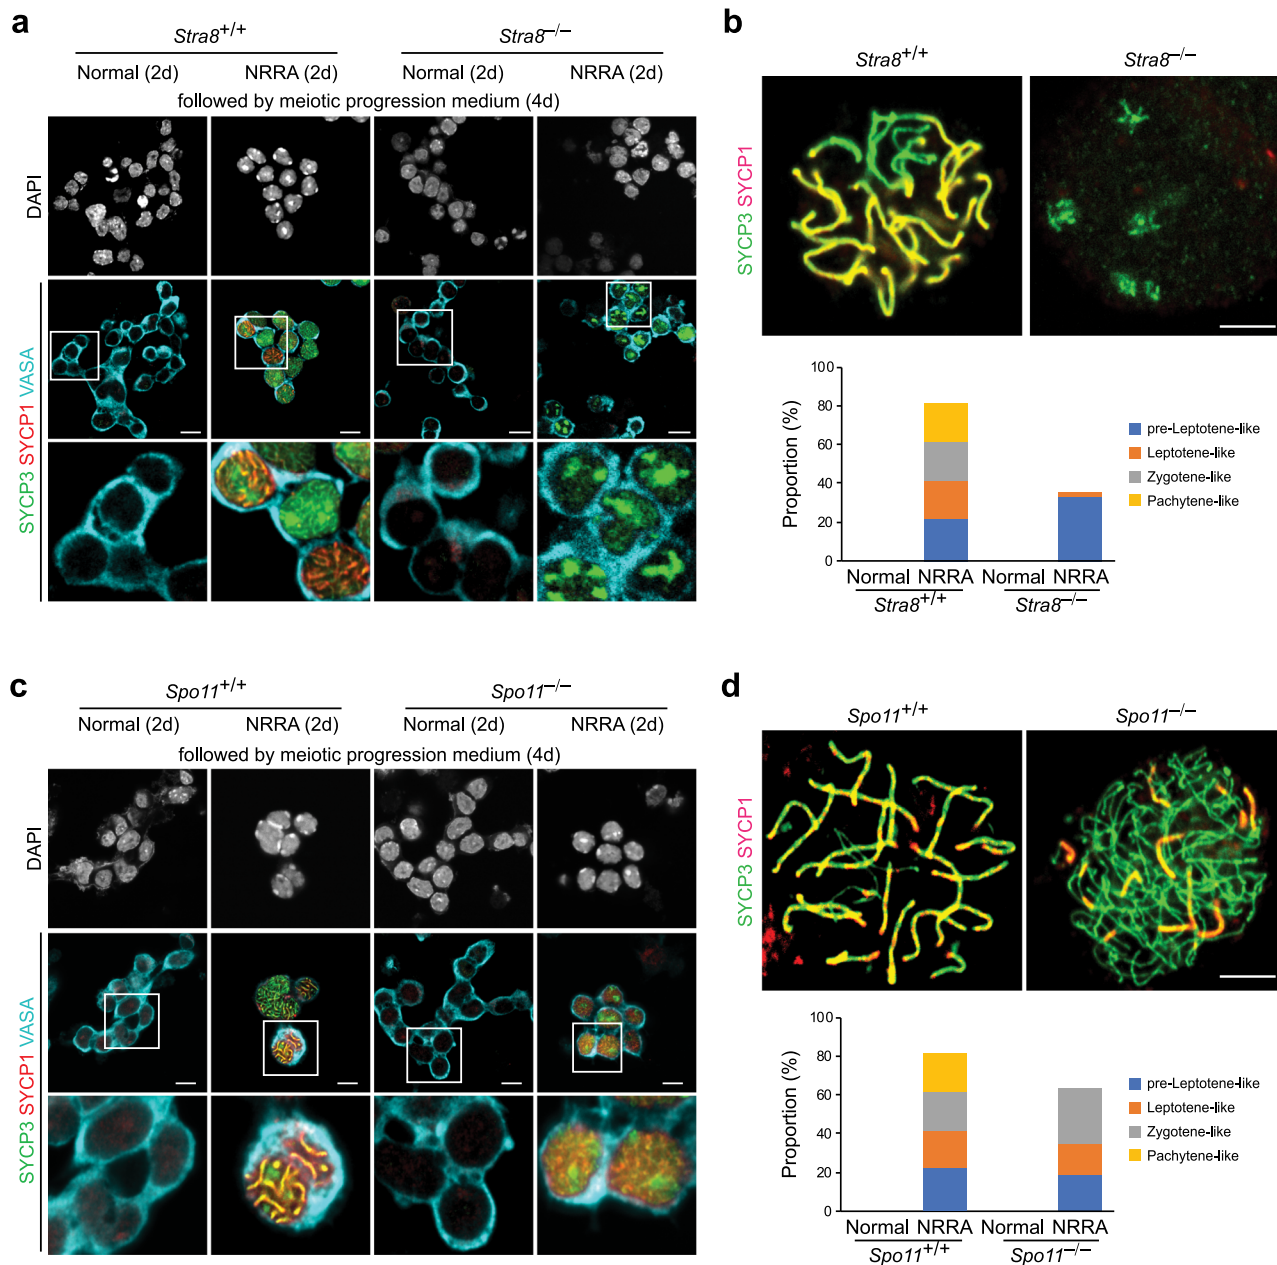 a
Stra8+/+ Stra8−/−
Normal (2d) NRRA (2d) Normal (2d) NRRA (2d)
followed by meiotic progression medium (4d)
DAPI
SYCP3 SYCP1 VASA
b
Stra8+/+ Stra8−/−
SYCP3 SYCP1
Proportion (%)
100
80
60
40
20
0
pre-Leptotene-like
Leptotene-like
Zygotene-like
Pachytene-like
Normal NRRA Normal NRRA
Stra8+/+ Stra8−/−
c
Spo11+/+ Spo11−/−
Normal (2d) NRRA (2d) Normal (2d) NRRA (2d)
followed by meiotic progression medium (4d)
DAPI
SYCP3 SYCP1 VASA
d
Spo11+/+ Spo11−/−
SYCP3 SYCP1
Proportion (%)
100
80
60
40
20
0
pre-Leptotene-like
Leptotene-like
Zygotene-like
Pachytene-like
Normal NRRA Normal NRRA
Spo11+/+ Spo11−/−